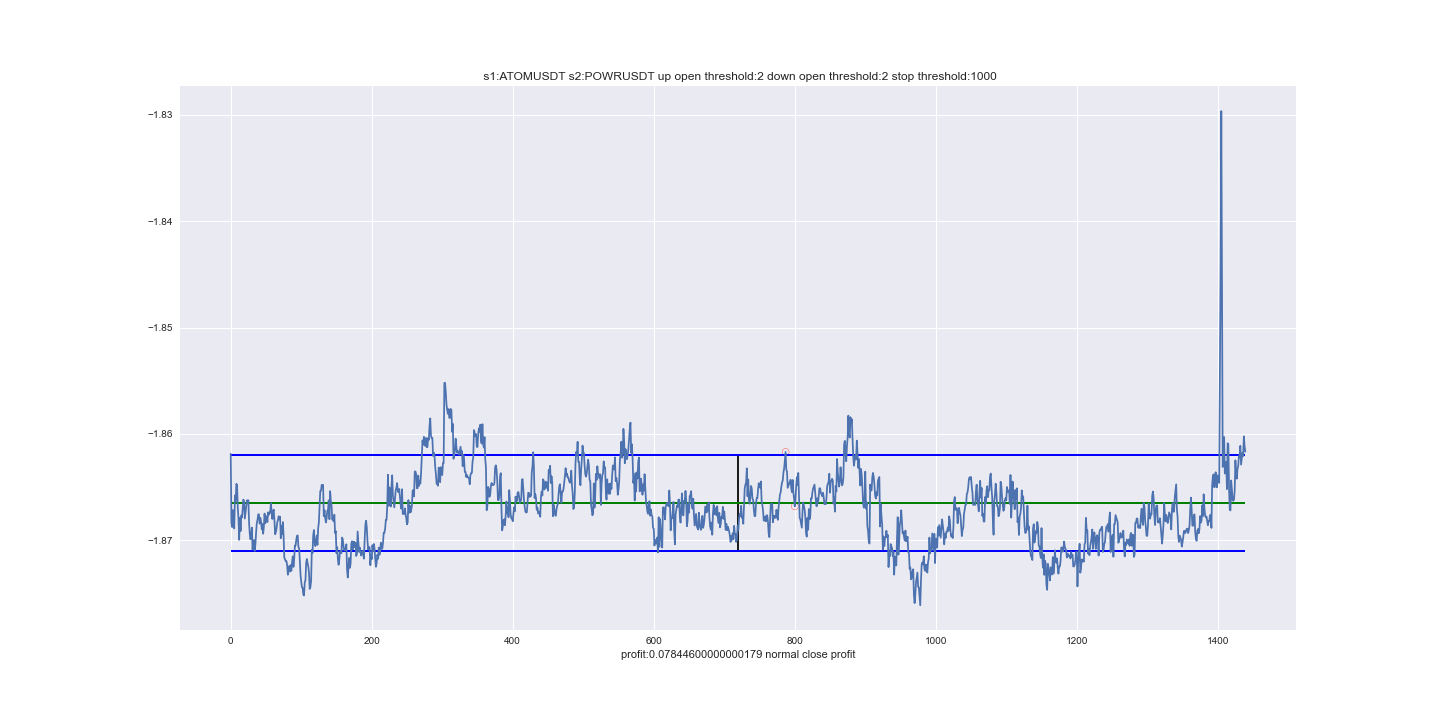 s1:ATOMUSDT s2:POWRUSDT up open threshold:2 down open threshold:2 stop threshold:1000
−1.83
−1.84
−1.85
−1.86
−1.87
0 200 400 600 800 1000 1200 1400
profit:0.07844600000000179 normal close profit